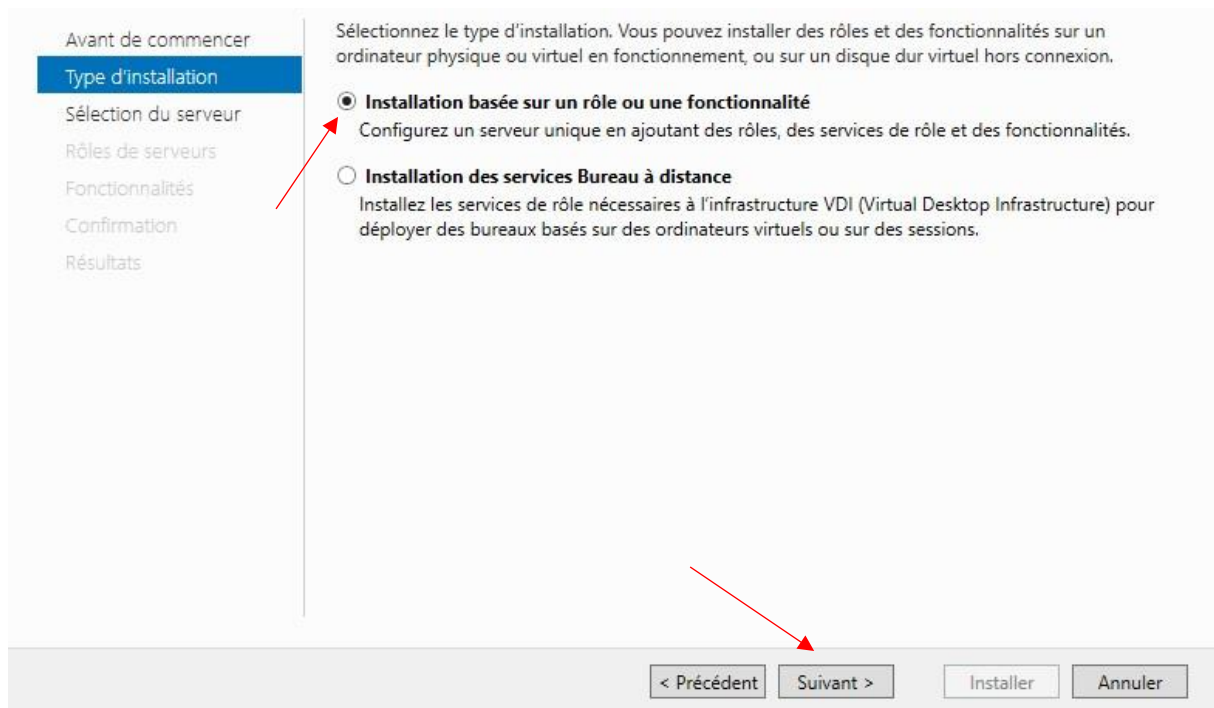 Avant de commencer
Type d'installation
Sélection du serveur
Rôles de serveurs
Fonctionnalités
Confirmation
Résultats
Sélectionnez le type d'installation. Vous pouvez installer des rôles et des fonctionnalités sur un
ordinateur physique ou virtuel en fonctionnement, ou sur un disque dur virtuel hors connexion.
Installation basée sur un rôle ou une fonctionnalité
Configurez un serveur unique en ajoutant des rôles, des services de rôle et des fonctionnalités.
Installation des services Bureau à distance
Installez les services de rôle nécessaires à l'infrastructure VDI (Virtual Desktop Infrastructure) pour
déployer des bureaux basés sur des ordinateurs virtuels ou sur des sessions.
< Précédent Suivant > Installer Annuler